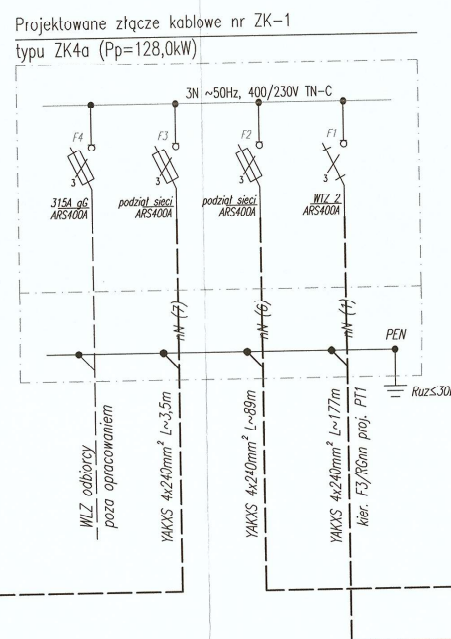 Projektowane złącze kablowe nr ZK-1
typu ZK4a (Pp=128,0kW)
3N ~50Hz, 400/230V TN-C
F4
F3
F2
F1
3
3
3
3
315A gG
ARS400A
podział sieci
ARS400A
podział sieci
ARS400A
WLZ 2
ARS400A
nN (7)
nN (6)
nN (1)
PEN
Ruz≤30
WLZ odbiorcy
poza opracowaniem
YAKXS 4x240mm² L~3,5m
YAKXS 4x240mm² L~89m
YAKXS 4x240mm² L~177m
kier. F3/RGnn proj. PT1